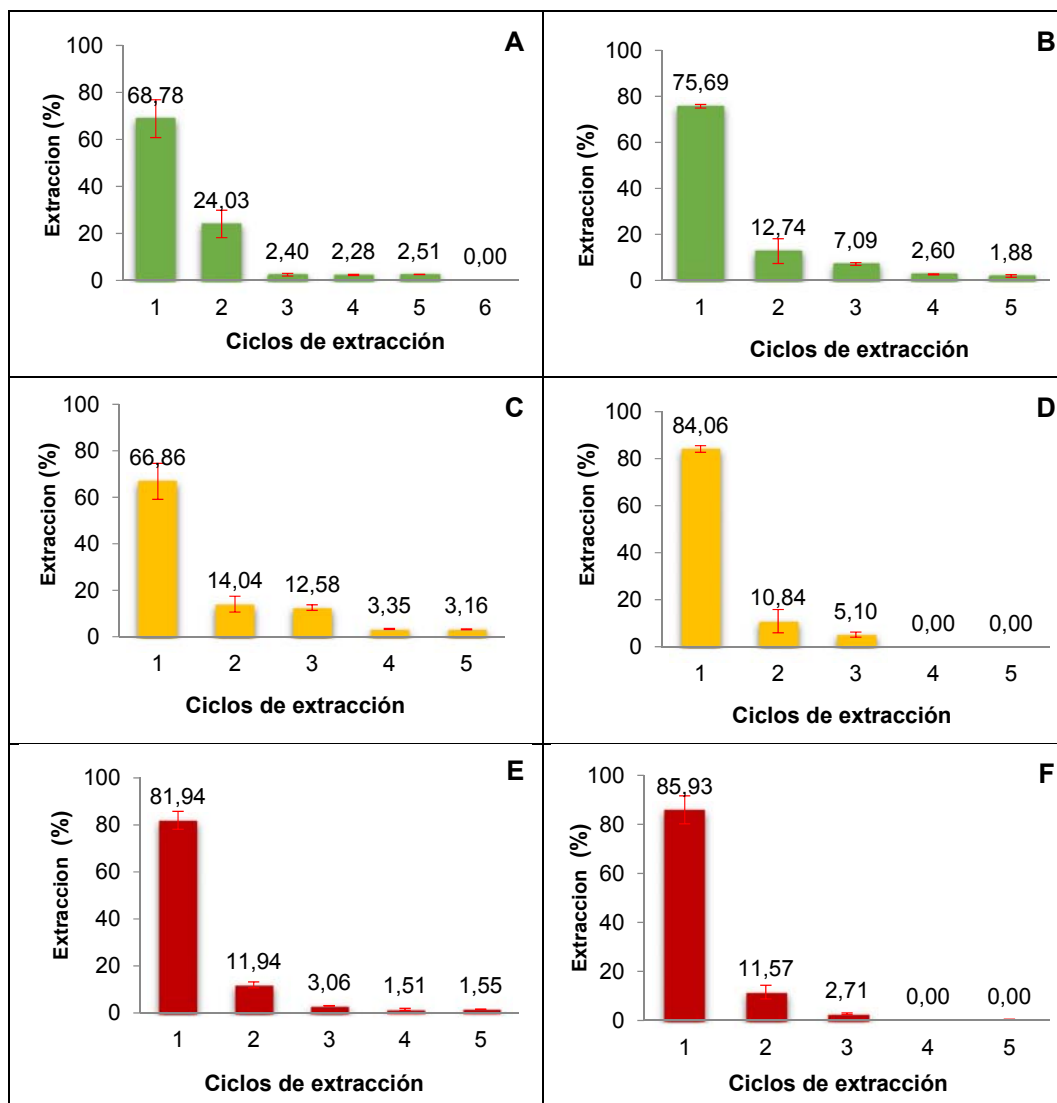 A
Extraccion (%)
100
80
60
40
20
0
68,78
24,03
2,40
2,28
2,51
0,00
1 2 3 4 5 6
Ciclos de extracción
B
Extraccion (%)
100
80
60
40
20
0
75,69
12,74
7,09
2,60
1,88
1 2 3 4 5
Ciclos de extracción
C
Extraccion (%)
100
80
60
40
20
0
66,86
14,04
12,58
3,35
3,16
1 2 3 4 5
Ciclos de extracción
D
Extraccion (%)
100
80
60
40
20
0
84,06
10,84
5,10
0,00
0,00
1 2 3 4 5
Ciclos de extracción
E
Extraccion (%)
100
80
60
40
20
0
81,94
11,94
3,06
1,51
1,55
1 2 3 4 5
Ciclos de extracción
F
Extraccion (%)
100
80
60
40
20
0
85,93
11,57
2,71
0,00
0,00
1 2 3 4 5
Ciclos de extracción